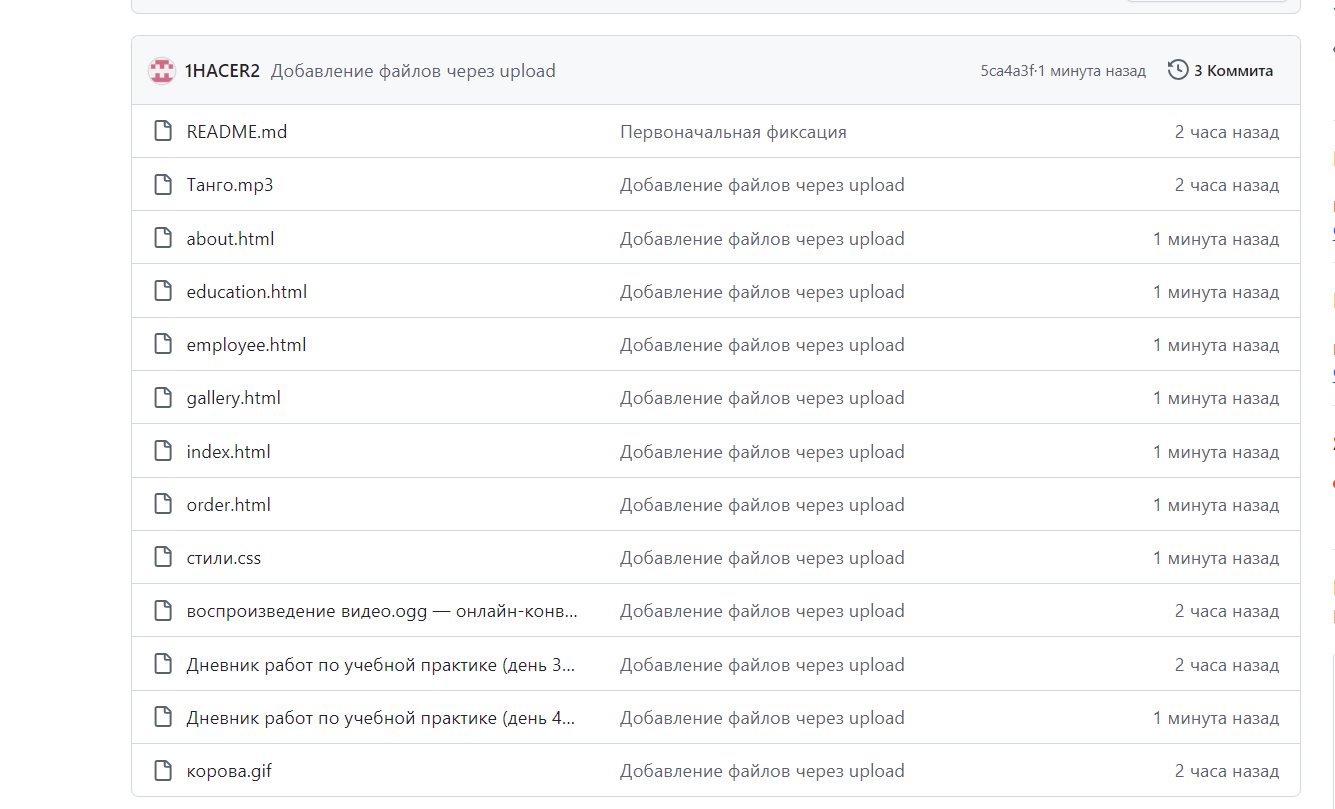 1HACER2 Добавление файлов через upload 5ca4a3f·1 минута назад 3 Коммита
README.md Первоначальная фиксация 2 часа назад
Танго.mp3 Добавление файлов через upload 2 часа назад
about.html Добавление файлов через upload 1 минута назад
education.html Добавление файлов через upload 1 минута назад
employee.html Добавление файлов через upload 1 минута назад
gallery.html Добавление файлов через upload 1 минута назад
index.html Добавление файлов через upload 1 минута назад
order.html Добавление файлов через upload 1 минута назад
стили.css Добавление файлов через upload 1 минута назад
воспроизведение видео.ogg — онлайн-конв... Добавление файлов через upload 2 часа назад
Дневник работ по учебной практике (день 3... Добавление файлов через upload 2 часа назад
Дневник работ по учебной практике (день 4... Добавление файлов через upload 1 минута назад
корова.gif Добавление файлов через upload 2 часа назад